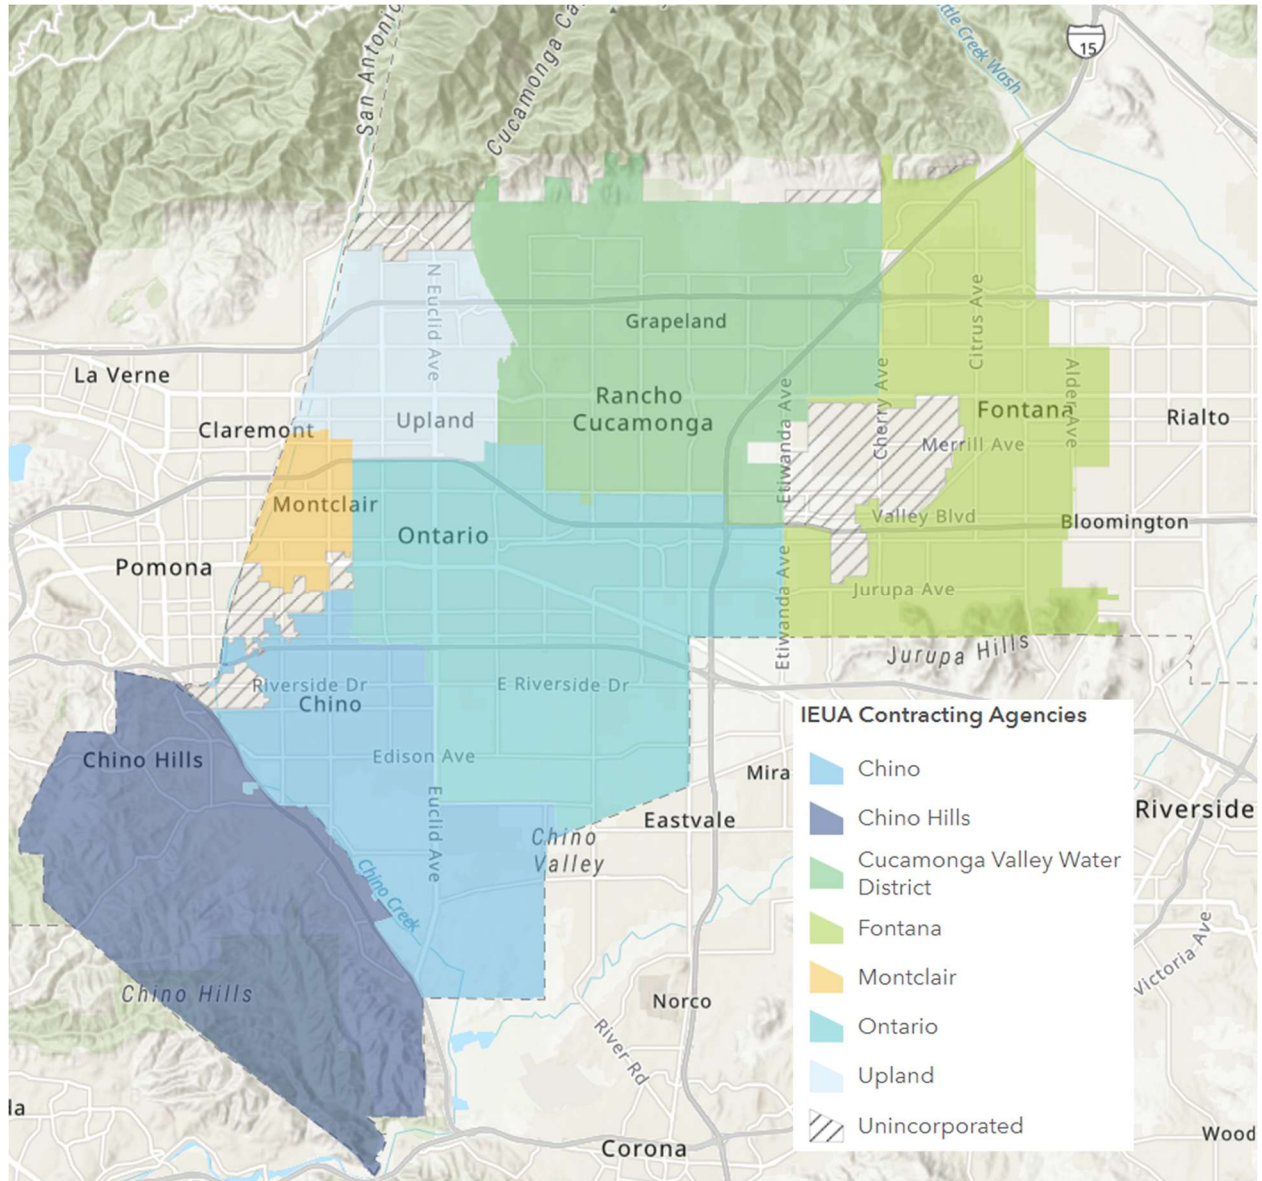 San Antonio
Cucamonga Ca
ttle Creek Wash
15
N Euclid Ave
Grapeland
Citrus Ave
La Verne
Cherry Ave
Alder Ave
Etiwanda Ave
Rancho
Cucamonga
Fontana
Claremont
Upland
Rialto
Merrill Ave
Montclair
Valley Blvd
Bloomington
Ontario
Pomona
Jurupa Ave
Etiwanda Ave
Jurupa Hills
Riverside Dr
E Riverside Dr
Chino
Edison Ave
Chino Hills
Mira
Euclid Ave
Eastvale
Riverside
Chino
Valley
Chino Creek
Victoria Ave
Chino Hills
Norco
River Rd
la
Corona
Wood
IEUA Contracting Agencies
Chino
Chino Hills
Cucamonga Valley Water
District
Fontana
Montclair
Ontario
Upland
Unincorporated